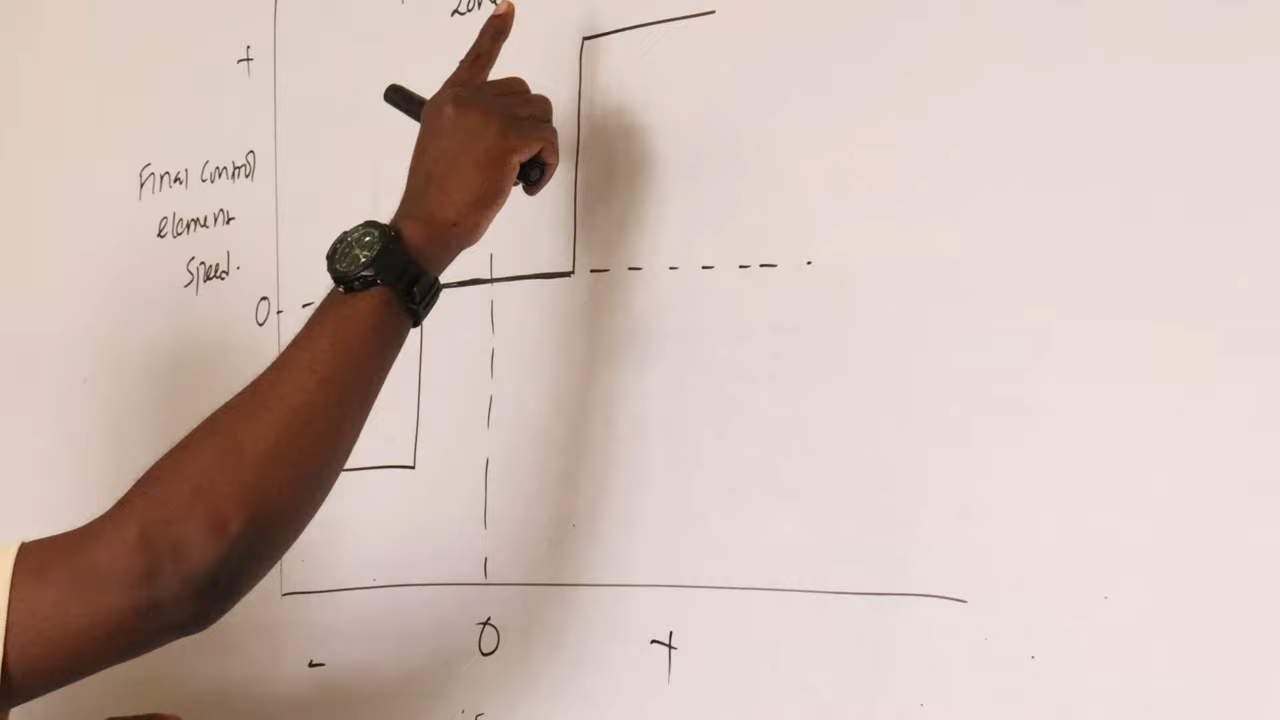 +
Final Control
element
Speed.
0
0
- +